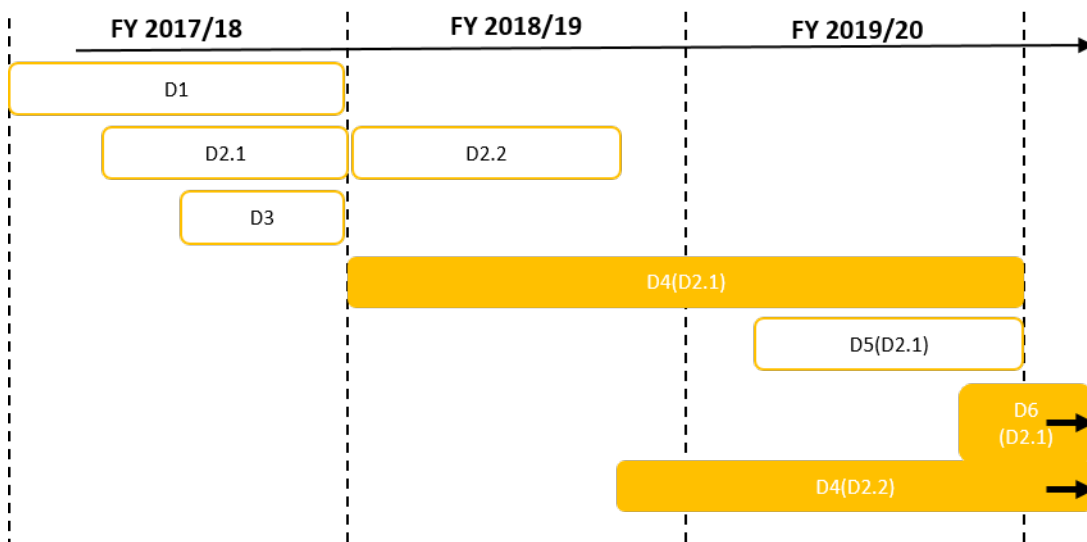 FY 2017/18
FY 2018/19
FY 2019/20
D1
D2.1
D2.2
D3
D4(D2.1)
D5(D2.1)
D6
(D2.1)
D4(D2.2)